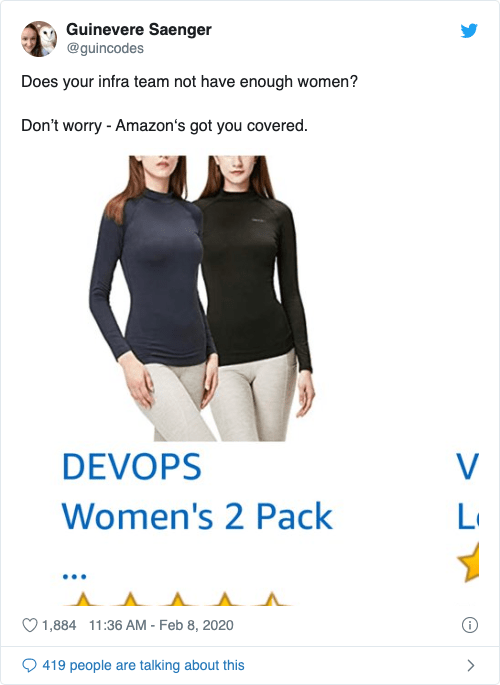 Guinevere Saenger
@guincodes
Does your infra team not have enough women?
Don’t worry - Amazon‘s got you covered.
DEVOPS
Women's 2 Pack
...
V
L
1,884 11:36 AM - Feb 8, 2020
419 people are talking about this